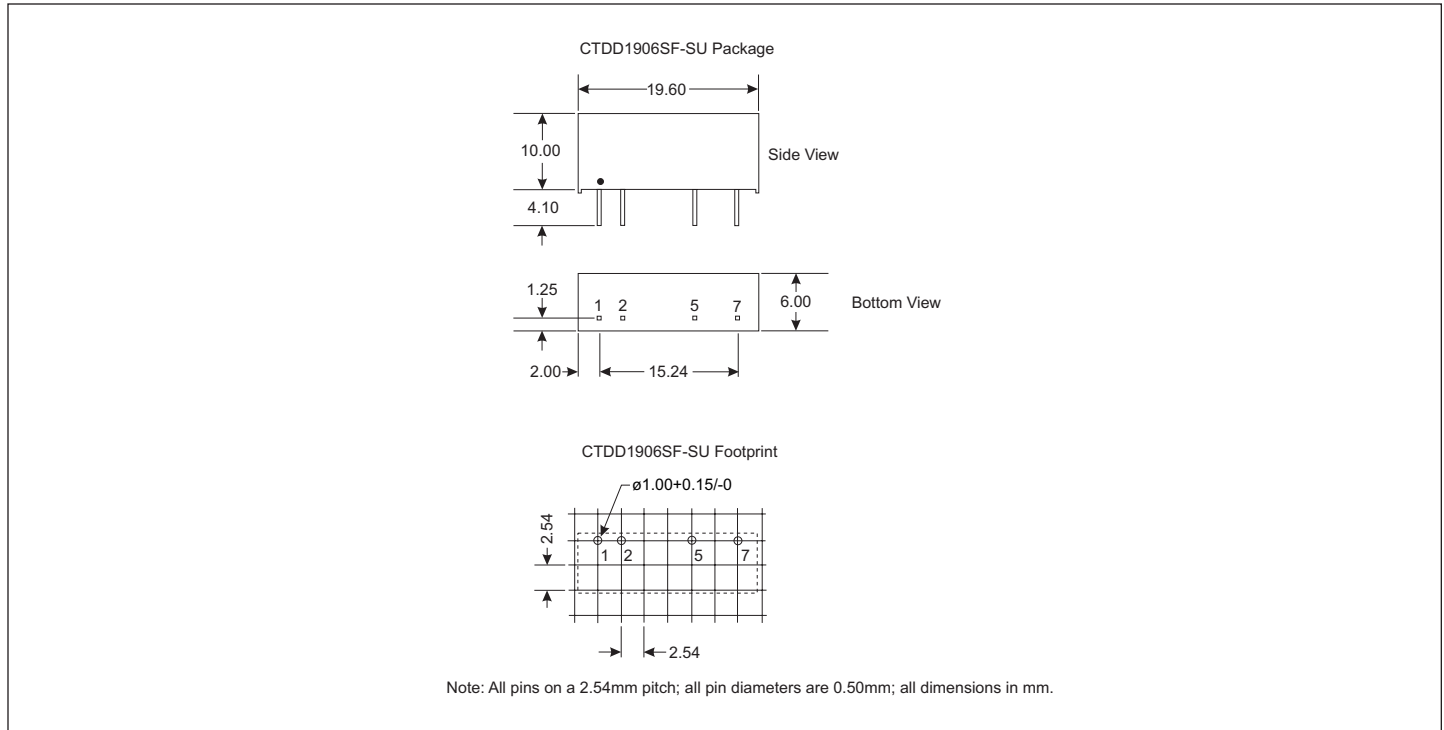 CTDD1906SF-SU Package
19.60
10.00
Side View
4.10
1.25
1 2 5 7
6.00
Bottom View
2.00
15.24
CTDD1906SF-SU Footprint
ø1.00+0.15/-0
2.54
1 2 5 7
2.54
Note: All pins on a 2.54mm pitch; all pin diameters are 0.50mm; all dimensions in mm.